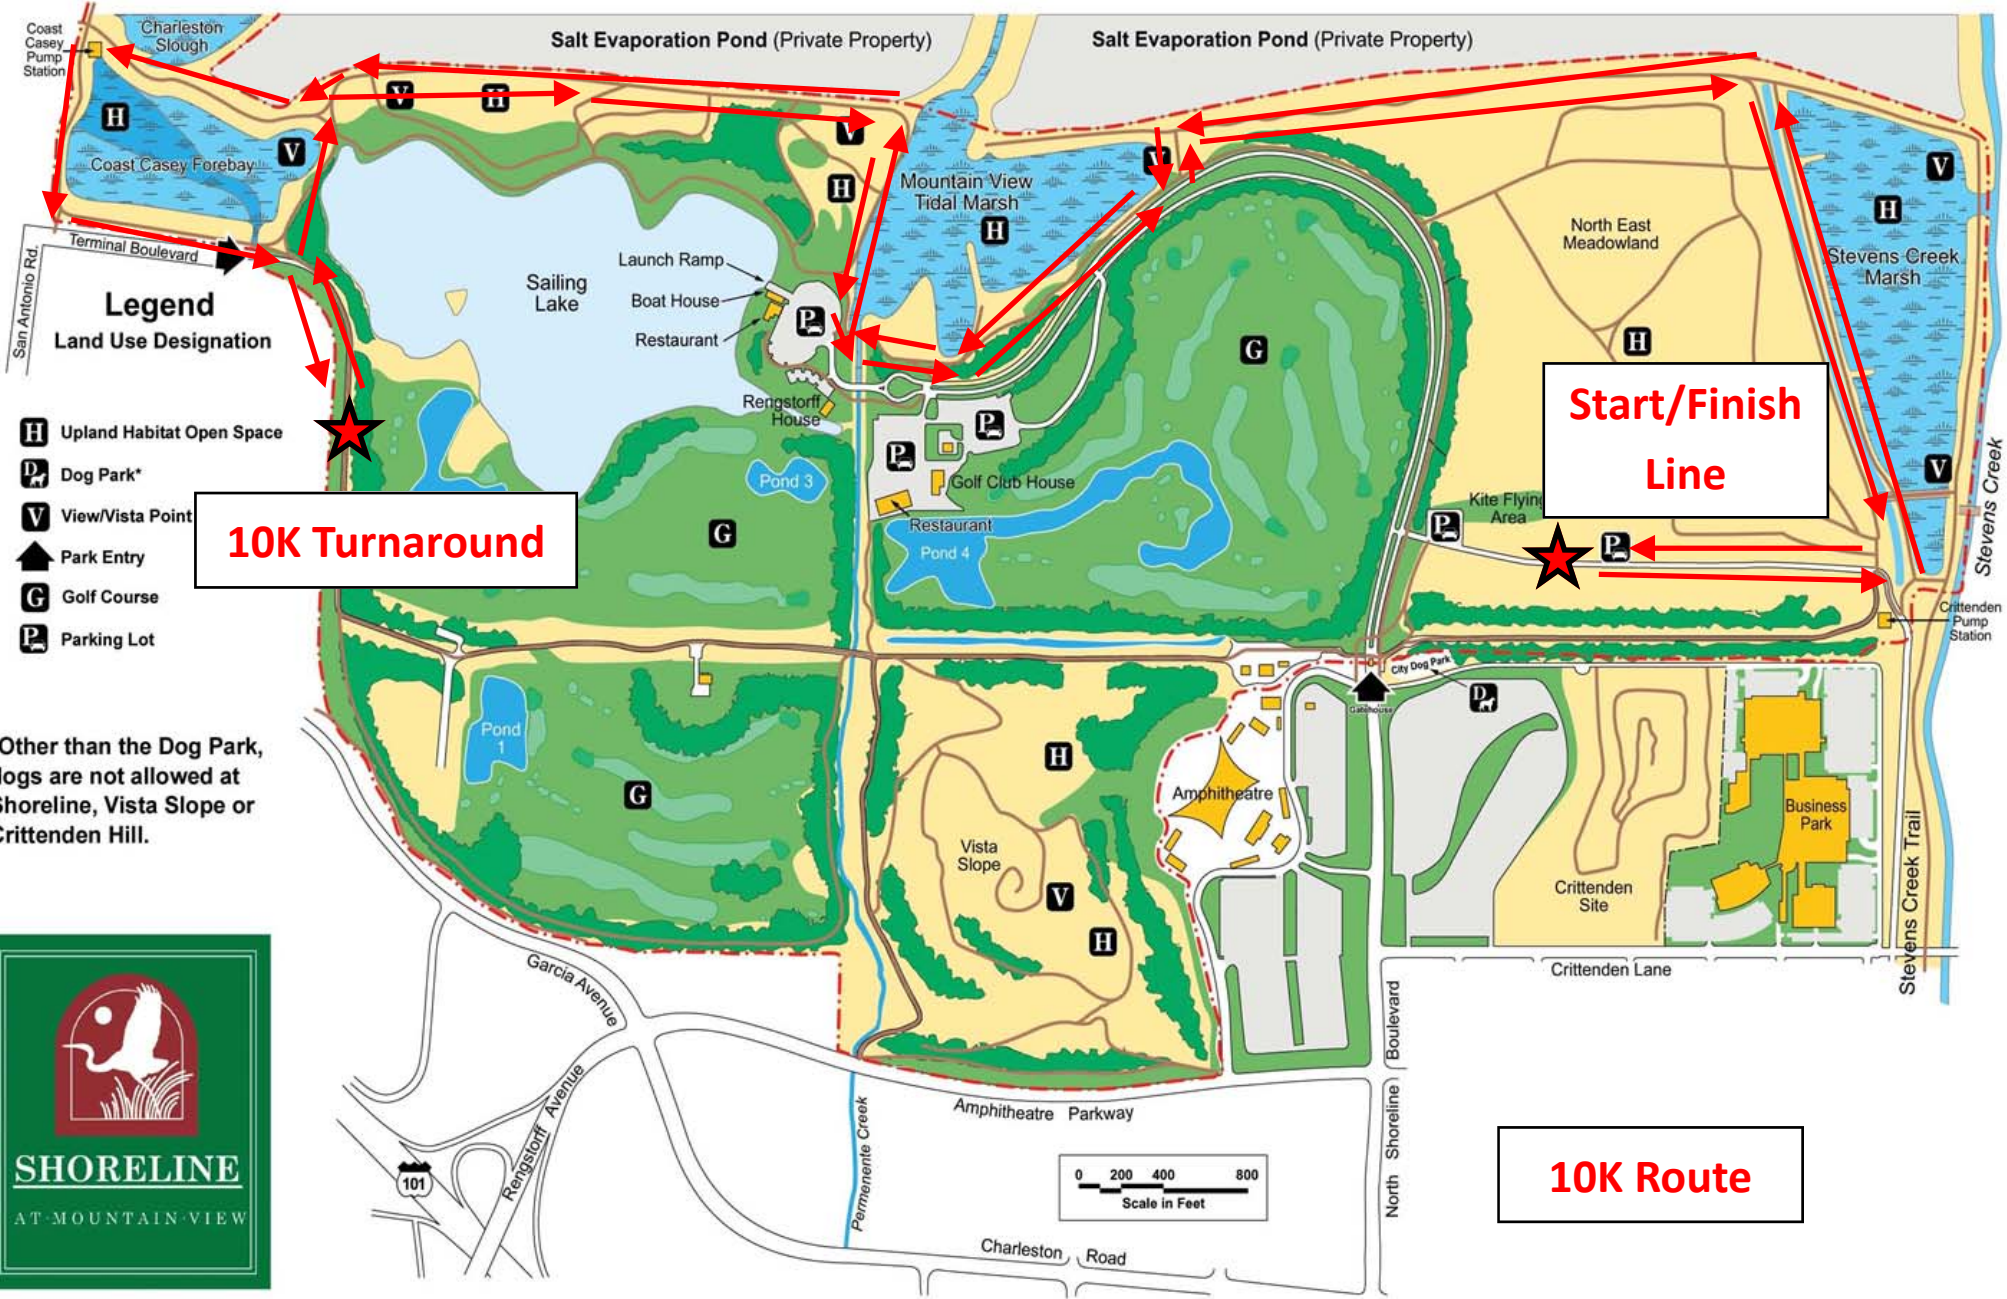 Coast
Casey
Pump
Station
Charleston
Slough
Salt Evaporation Pond (Private Property)
Salt Evaporation Pond (Private Property)
H
V
H
V
V
H
Coast Casey Forebay
V
H
Mountain View
Tidal Marsh
H
V
North East
Meadowland
H
V
H
Stevens Creek
Marsh
San Antonio Rd.
Terminal Boulevard
Legend
Land Use Designation
Sailing
Lake
Launch Ramp
Boat House
Restaurant
P
G
Rengstorff
House
P
P
Golf Club House
Restaurant
H Upland Habitat Open Space
D Dog Park*
V View/Vista Point
Park Entry
G Golf Course
P Parking Lot
10K Turnaround
Pond 3
G
Pond 4
Start/Finish
Line
V
Kite Flyin
Area
P
P
Stevens Creek
Crittenden
Pump
Station
City Dog Park
D
Gatehouse
Pond
1
G
H
Amphitheatre
Vista
Slope
V
H
Business
Park
Crittenden
Site
Stevens Creek Trail
Other than the Dog Park,
dogs are not allowed at
Shoreline, Vista Slope or
Crittenden Hill.
SHORELINE
AT·MOUNTAIN·VIEW
Garcia Avenue
Crittenden Lane
Rengstorff Avenue
101
Permenente Creek
Amphitheatre Parkway
North Shoreline Boulevard
0 200 400 800
Scale in Feet
Charleston Road
10K Route